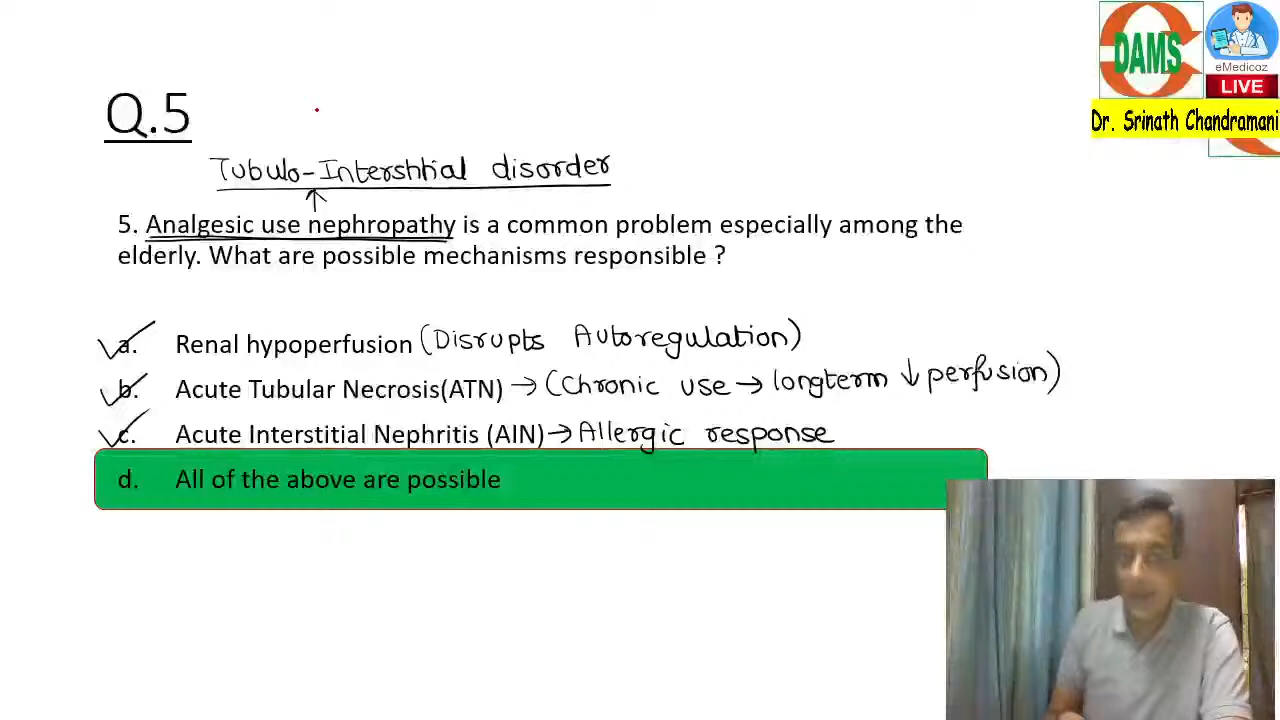 DAMS
eMedicoz
LIVE
Dr. Srinath Chandramani
Q.5
Tubulo-Interstitial disorder
5. Analgesic use nephropathy is a common problem especially among the
elderly. What are possible mechanisms responsible ?
a. Renal hypoperfusion (Disrupts Autoregulation)
b. Acute Tubular Necrosis(ATN) → (Chronic use → longterm ↓ perfusion)
c. Acute Interstitial Nephritis (AIN) → Allergic response
d. All of the above are possible